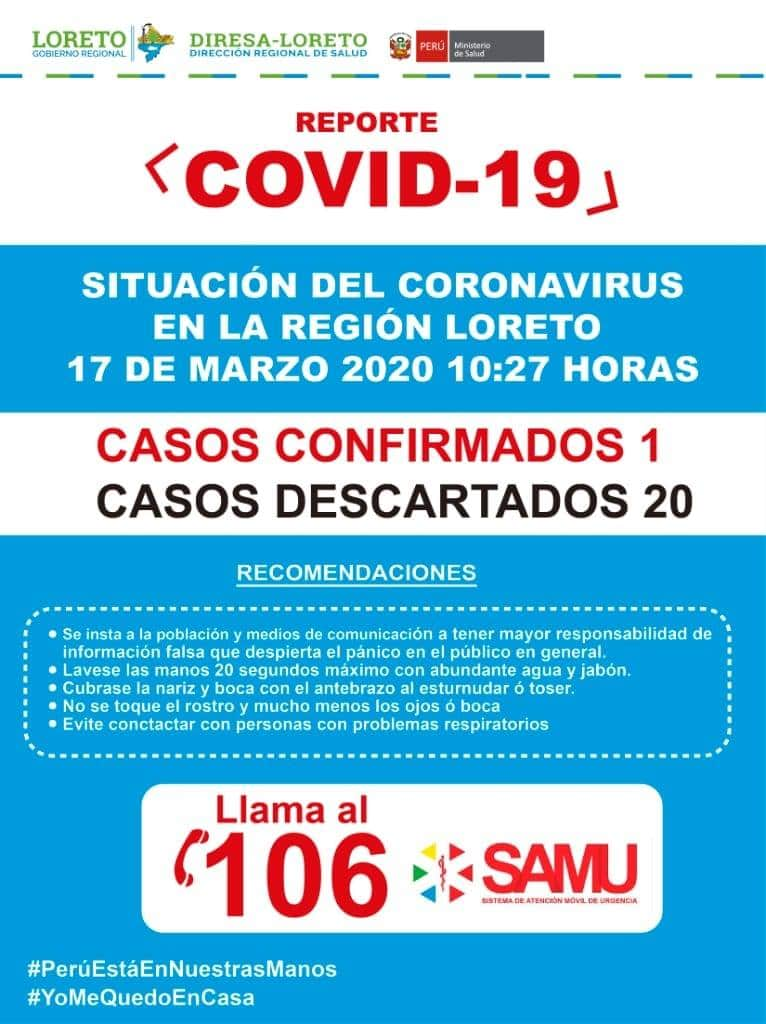 LORETO
GOBIERNO REGIONAL
DIRESA-LORETO
DIRECCIÓN REGIONAL DE SALUD
PERÚ
Ministerio
de Salud
REPORTE
COVID-19
SITUACIÓN DEL CORONAVIRUS
EN LA REGIÓN LORETO
17 DE MARZO 2020 10:27 HORAS
CASOS CONFIRMADOS 1
CASOS DESCARTADOS 20
RECOMENDACIONES
• Se insta a la población y medios de comunicación a tener mayor responsabilidad de
información falsa que despierta el pánico en el público en general.
• Lavese las manos 20 segundos máximo con abundante agua y jabón.
• Cubrase la nariz y boca con el antebrazo al esturnudar ó toser.
• No se toque el rostro y mucho menos los ojos ó boca
• Evite conctactar con personas con problemas respiratorios
Llama al
106
SAMU
SISTEMA DE ATENCIÓN MÓVIL DE URGENCIA
#PerúEstáEnNuestrasManos
#YoMeQuedoEnCasa